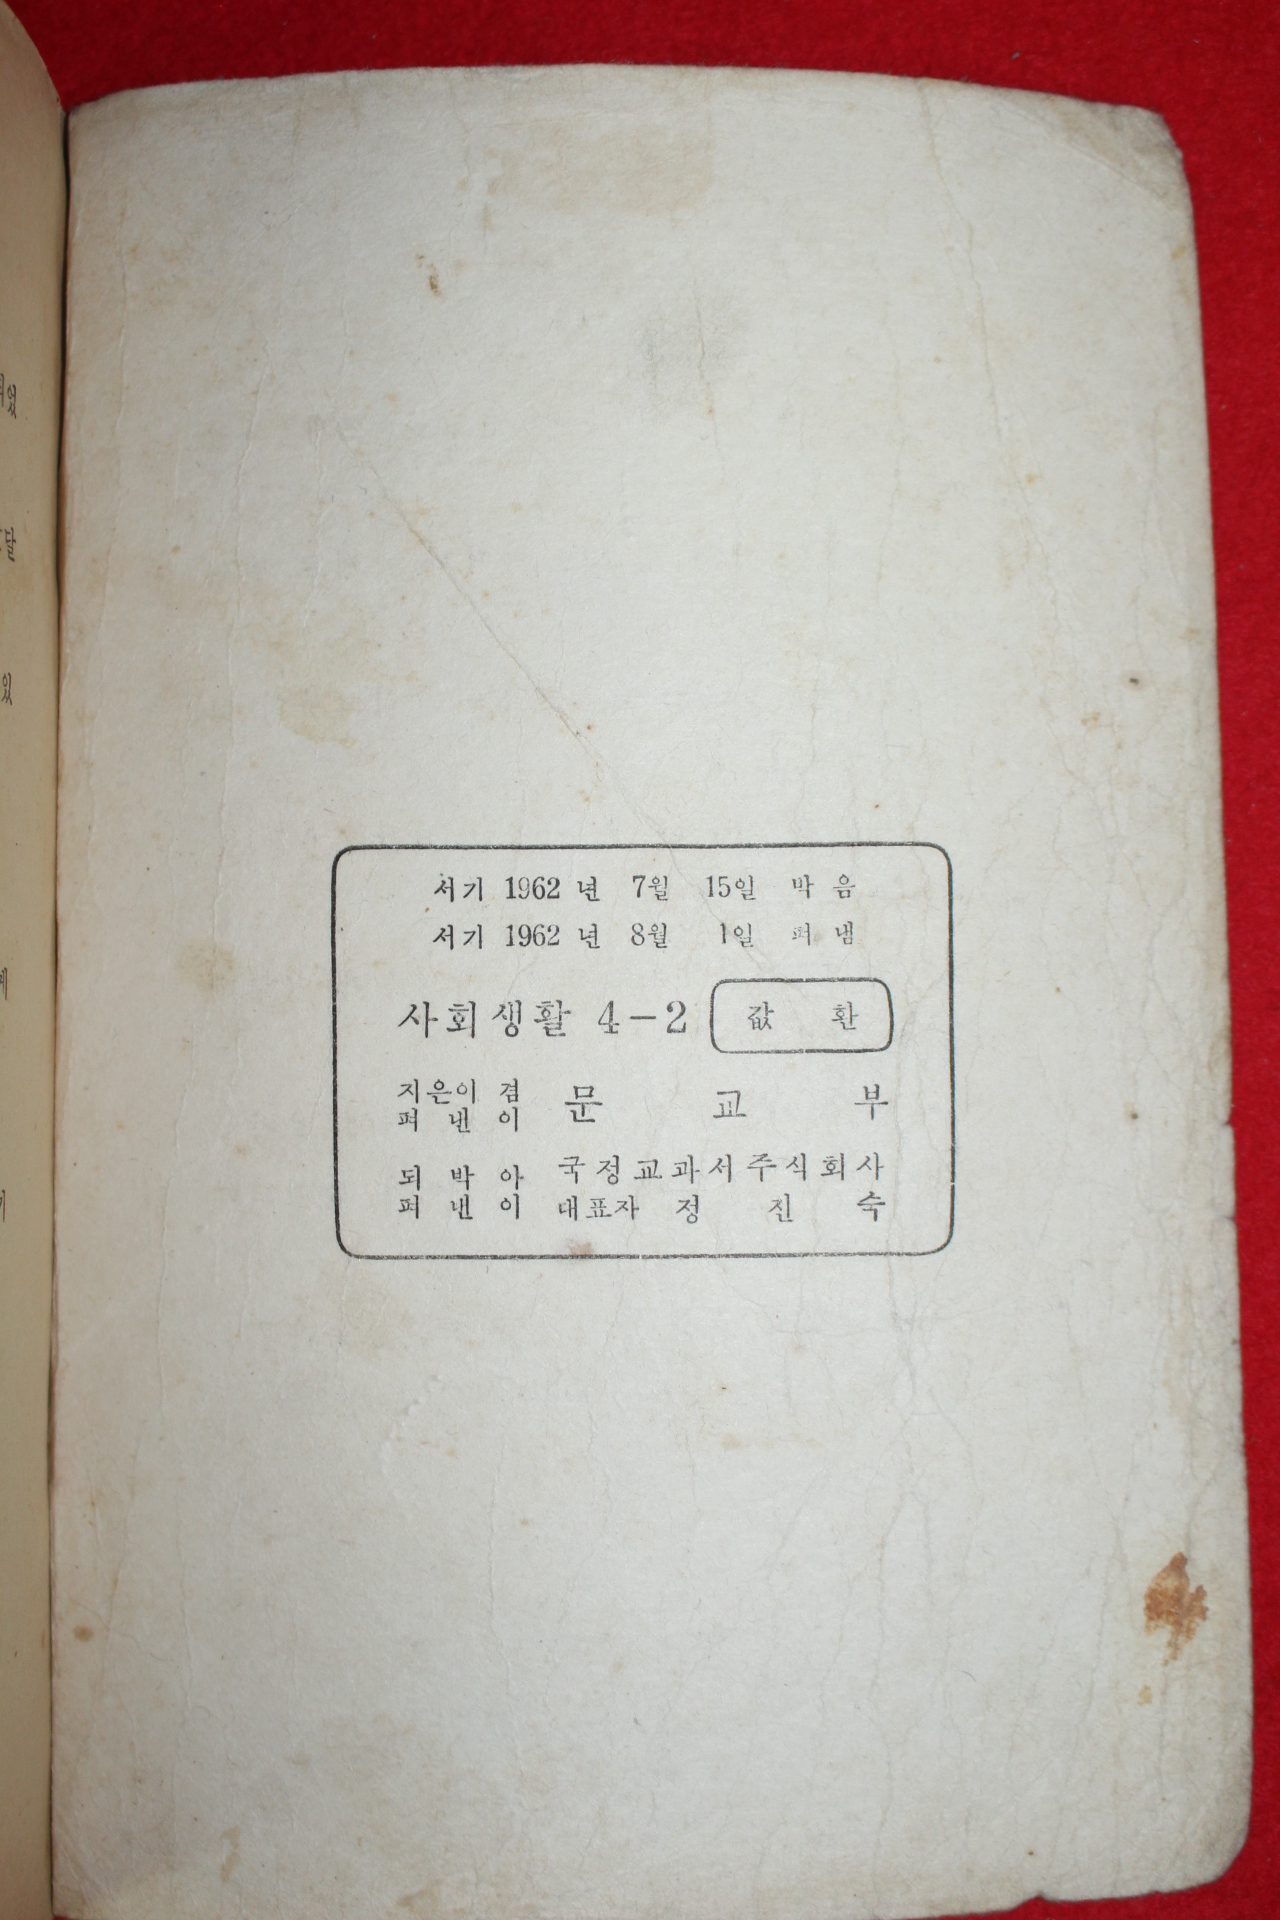 서기 1962 년 7월 15일 박 음
서기 1962 년 8월 1일 펴 냄
사회생활 4-2 값 환
지은이 겸
펴 낸 이 문 교 부
되 박 아 국정교과서주식회사
펴 낸 이 대표자 정 진 숙
었
달
있